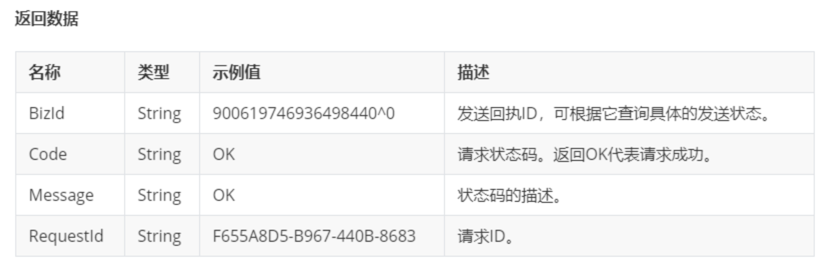 返回数据
名称 类型 示例值 描述
BizId String 900619746936498440^0 发送回执ID，可根据它查询具体的发送状态。
Code String OK 请求状态码。返回OK代表请求成功。
Message String OK 状态码的描述。
RequestId String F655A8D5-B967-440B-8683 请求ID。